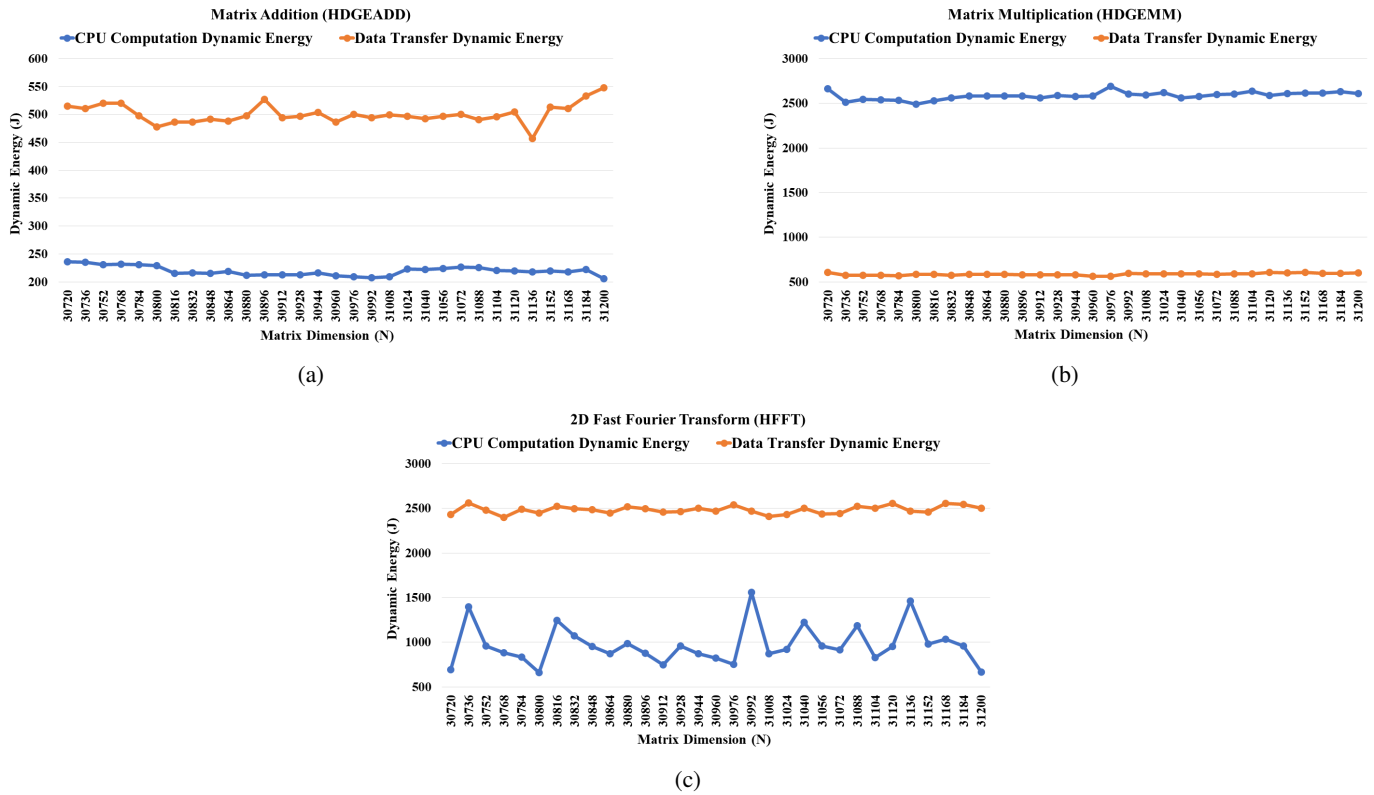 Matrix Addition (HDGEADD)
CPU Computation Dynamic Energy Data Transfer Dynamic Energy
600
550
500
450
400
350
300
250
200
Dynamic Energy (J)
30720 30736 30752 30768 30784 30800 30816 30832 30848 30864 30880 30896 30912 30928 30944 30960 30976 30992 31008 31024 31040 31056 31072 31088 31104 31120 31136 31152 31168 31184 31200
Matrix Dimension (N)
(a)
Matrix Multiplication (HDGEMM)
CPU Computation Dynamic Energy Data Transfer Dynamic Energy
3000
2500
2000
1500
1000
500
Dynamic Energy (J)
30720 30736 30752 30768 30784 30800 30816 30832 30848 30864 30880 30896 30912 30928 30944 30960 30976 30992 31008 31024 31040 31056 31072 31088 31104 31120 31136 31152 31168 31184 31200
Matrix Dimension (N)
(b)
2D Fast Fourier Transform (HFFT)
CPU Computation Dynamic Energy Data Transfer Dynamic Energy
3000
2500
2000
1500
1000
500
Dynamic Energy (J)
30720 30736 30752 30768 30784 30800 30816 30832 30848 30864 30880 30896 30912 30928 30944 30960 30976 30992 31008 31024 31040 31056 31072 31088 31104 31120 31136 31152 31168 31184 31200
Matrix Dimension (N)
(c)